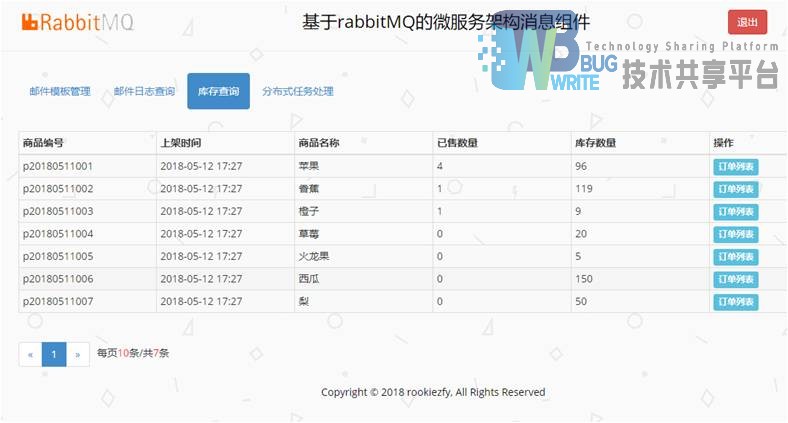 RabbitMQ
基于rabbitMQ的微服务架构消息组件
退出
WB BUG WRITE
Technology Sharing Platform
技术共享平台
邮件模板管理 邮件日志查询 库存查询 分布式任务处理
商品编号 上架时间 商品名称 已售数量 库存数量 操作
p20180511001 2018-05-12 17:27 苹果 4 96 订单列表
p20180511002 2018-05-12 17:27 香蕉 1 119 订单列表
p20180511003 2018-05-12 17:27 橙子 1 9 订单列表
p20180511004 2018-05-12 17:27 草莓 0 20 订单列表
p20180511005 2018-05-12 17:27 火龙果 0 5 订单列表
p20180511006 2018-05-12 17:27 西瓜 0 150 订单列表
p20180511007 2018-05-12 17:27 梨 0 50 订单列表
« 1 » 每页10条/共7条
Copyright © 2018 rookiezfy, All Rights Reserved